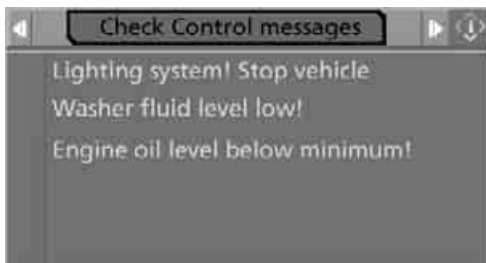 Check Control messages
Lighting system! Stop vehicle
Washer fluid level low!
Engine oil level below minimum!